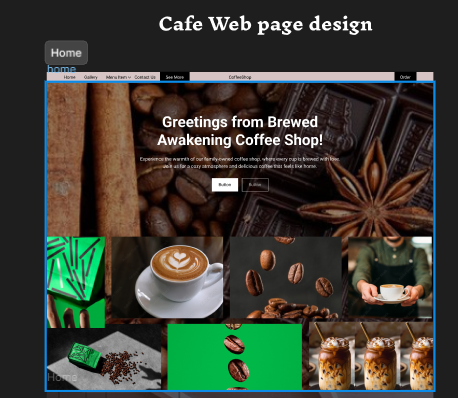 Cafe Web page design
Home
home
Home Gallery Menu Item Contact Us See More CoffeeShop Order
Greetings from Brewed
Awakening Coffee Shop!
Experience the warmth of our family-owned coffee shop, where every cup is brewed with love.
Join us for a cozy atmosphere and delicious coffee that feels like home.
Button Button
Home